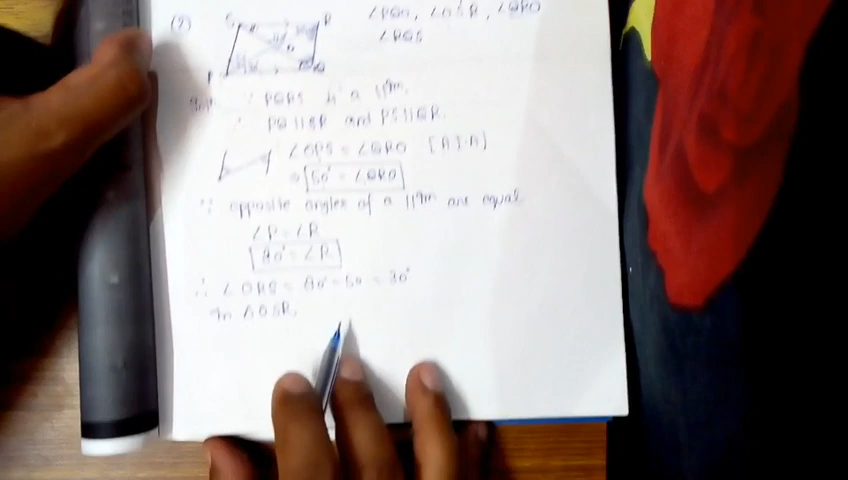 (2) S R ∠PQO, ∠OSR, ∠QRO
P Q ∠PQS
∵ PQRS is a ||gm.
∴ PQ||SR and PS||QR.
∠OPS = ∠QRO [A.I.A]
50° = ∠QRO
∵ opposite angles of a ||gm are equal
∠P = ∠R
80° = ∠R
∴ ∠ORS = 80° - 50 = 30°
In △OSR,